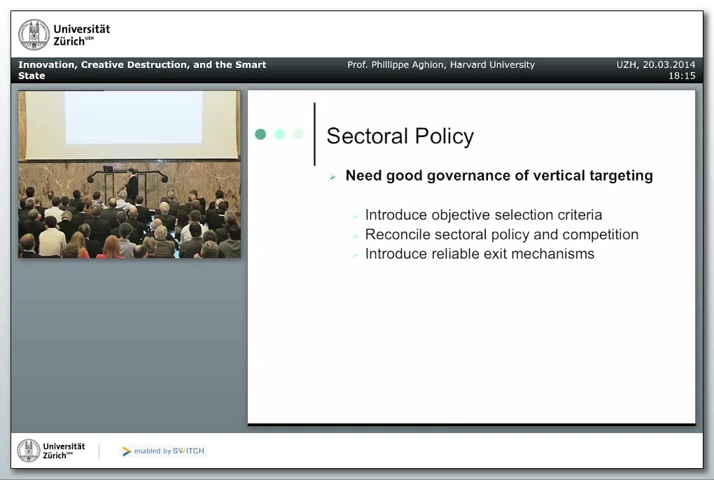 Universität
Zürich UZH
Innovation, Creative Destruction, and the Smart
State
Prof. Phillippe Aghion, Harvard University
UZH, 20.03.2014
18:15
Sectoral Policy
Need good governance of vertical targeting
Introduce objective selection criteria
Reconcile sectoral policy and competition
Introduce reliable exit mechanisms
Universität
Zürich UZH
enabled by SWITCH